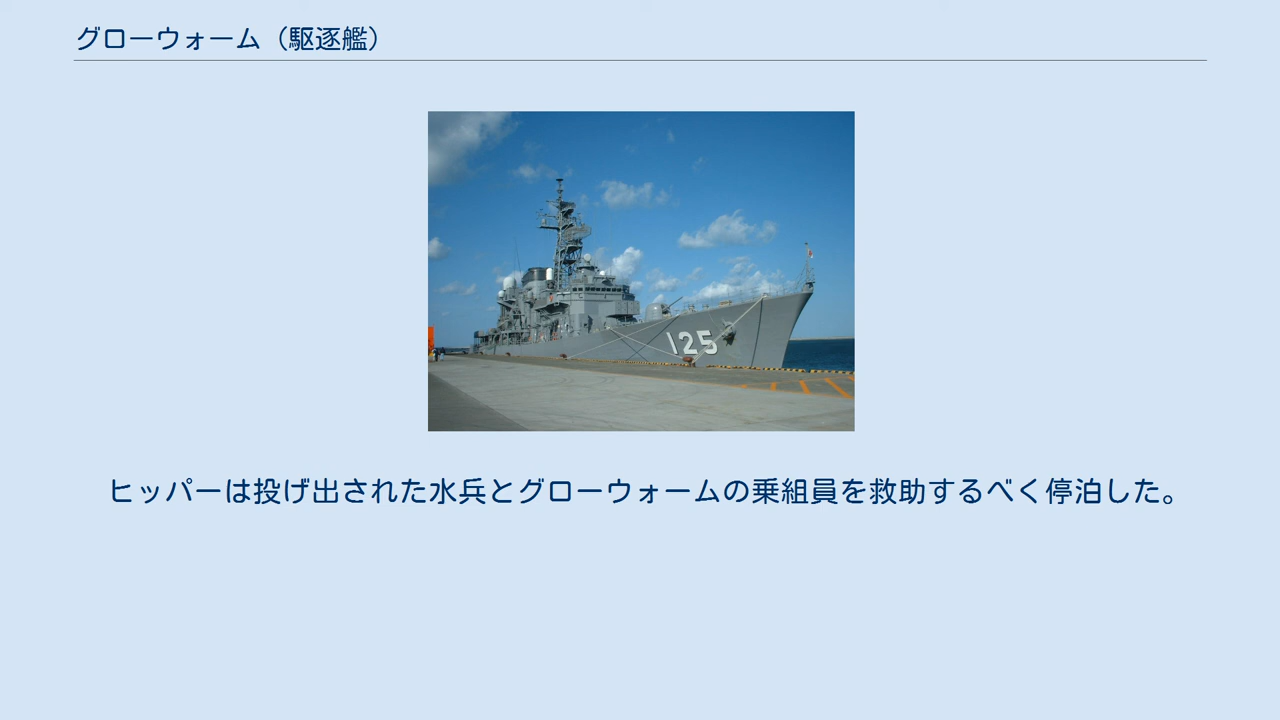 グローウォーム（駆逐艦）
125
ヒッパーは投げ出された水兵とグローウォームの乗組員を救助するべく停泊した。